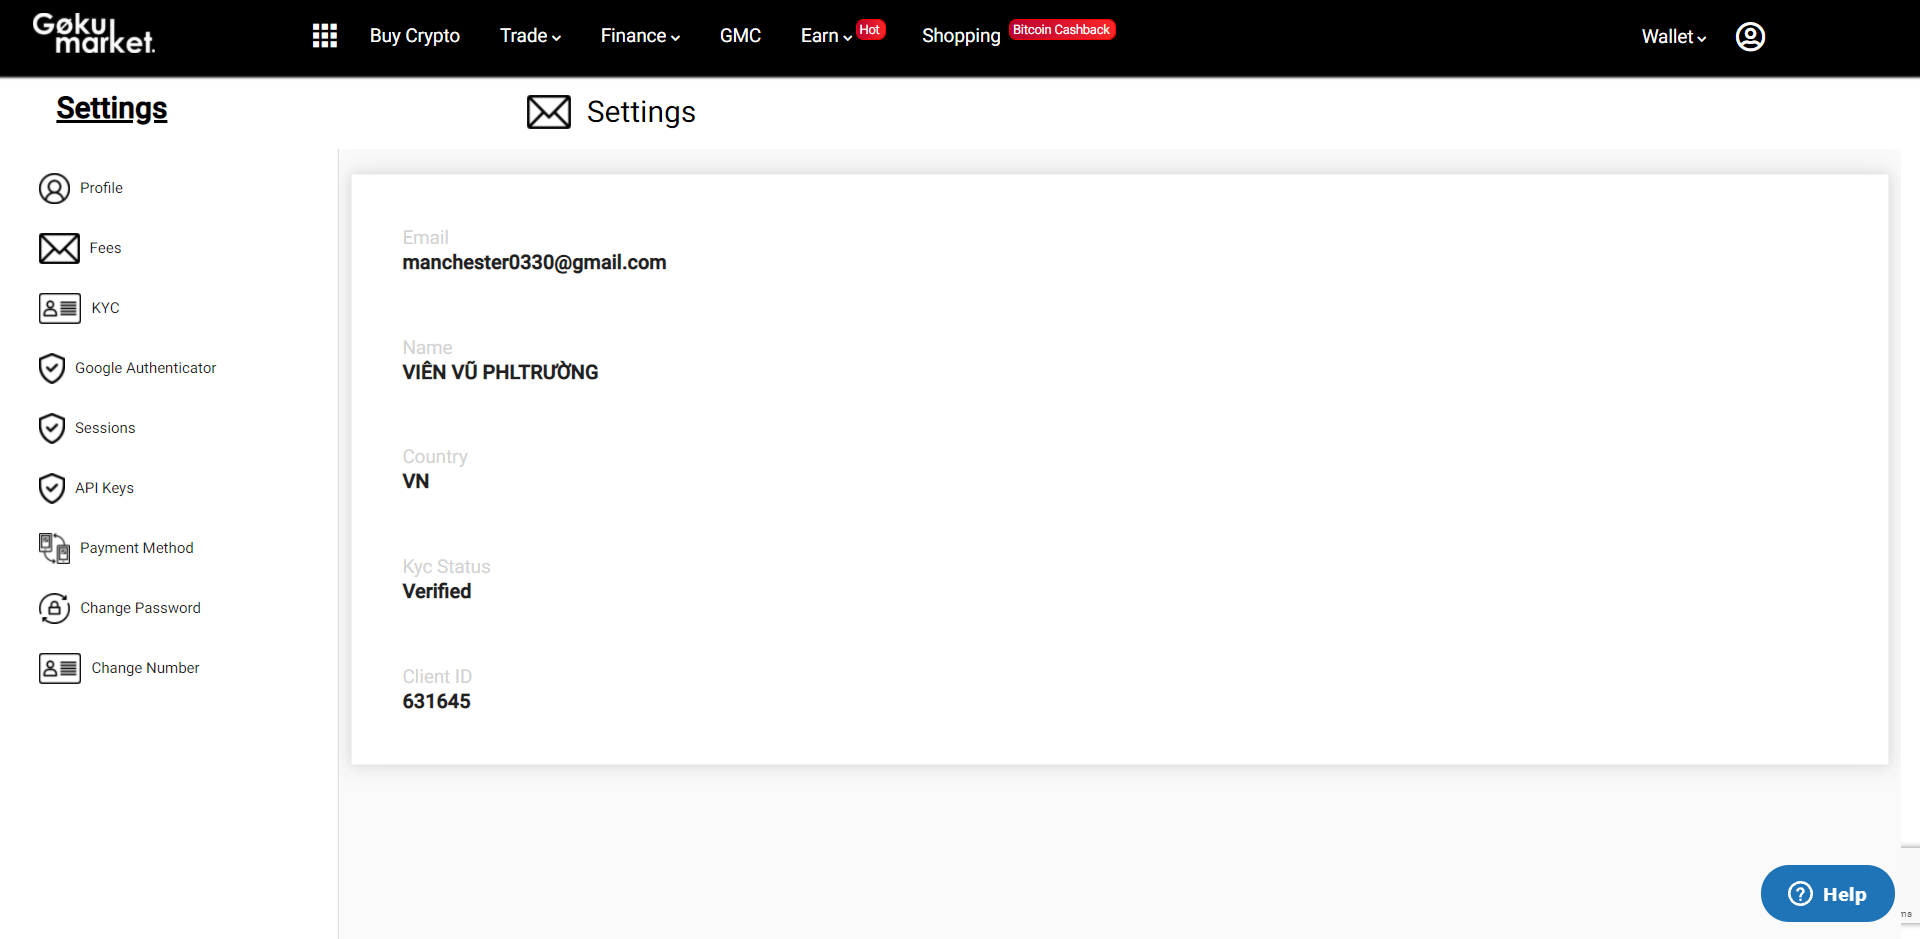 Gøku
market.
Buy Crypto
Trade
Finance
GMC
Earn
Hot
Shopping
Bitcoin Cashback
Wallet
Settings
Settings
Profile
Fees
KYC
Google Authenticator
Sessions
API Keys
Payment Method
Change Password
Change Number
Email
manchester0330@gmail.com
Name
VIÊN VŨ PHLTRƯỜNG
Country
VN
Kyc Status
Verified
Client ID
631645
Help